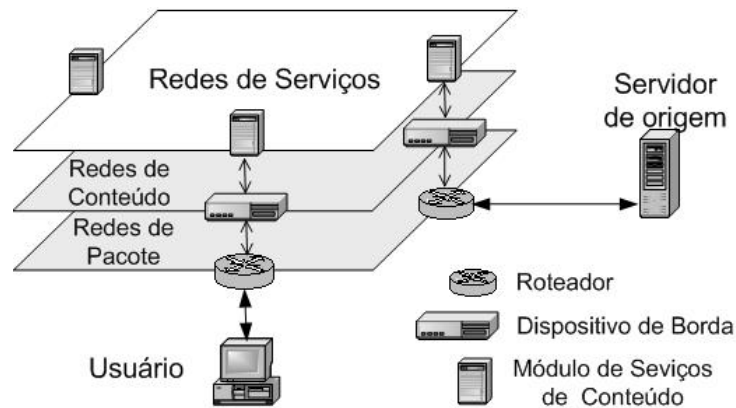 Redes de Serviços
Servidor
de origem
Redes de
Conteúdo
Redes de
Pacote
Roteador
Dispositivo de Borda
Usuário
Módulo de Seviços
de Conteúdo